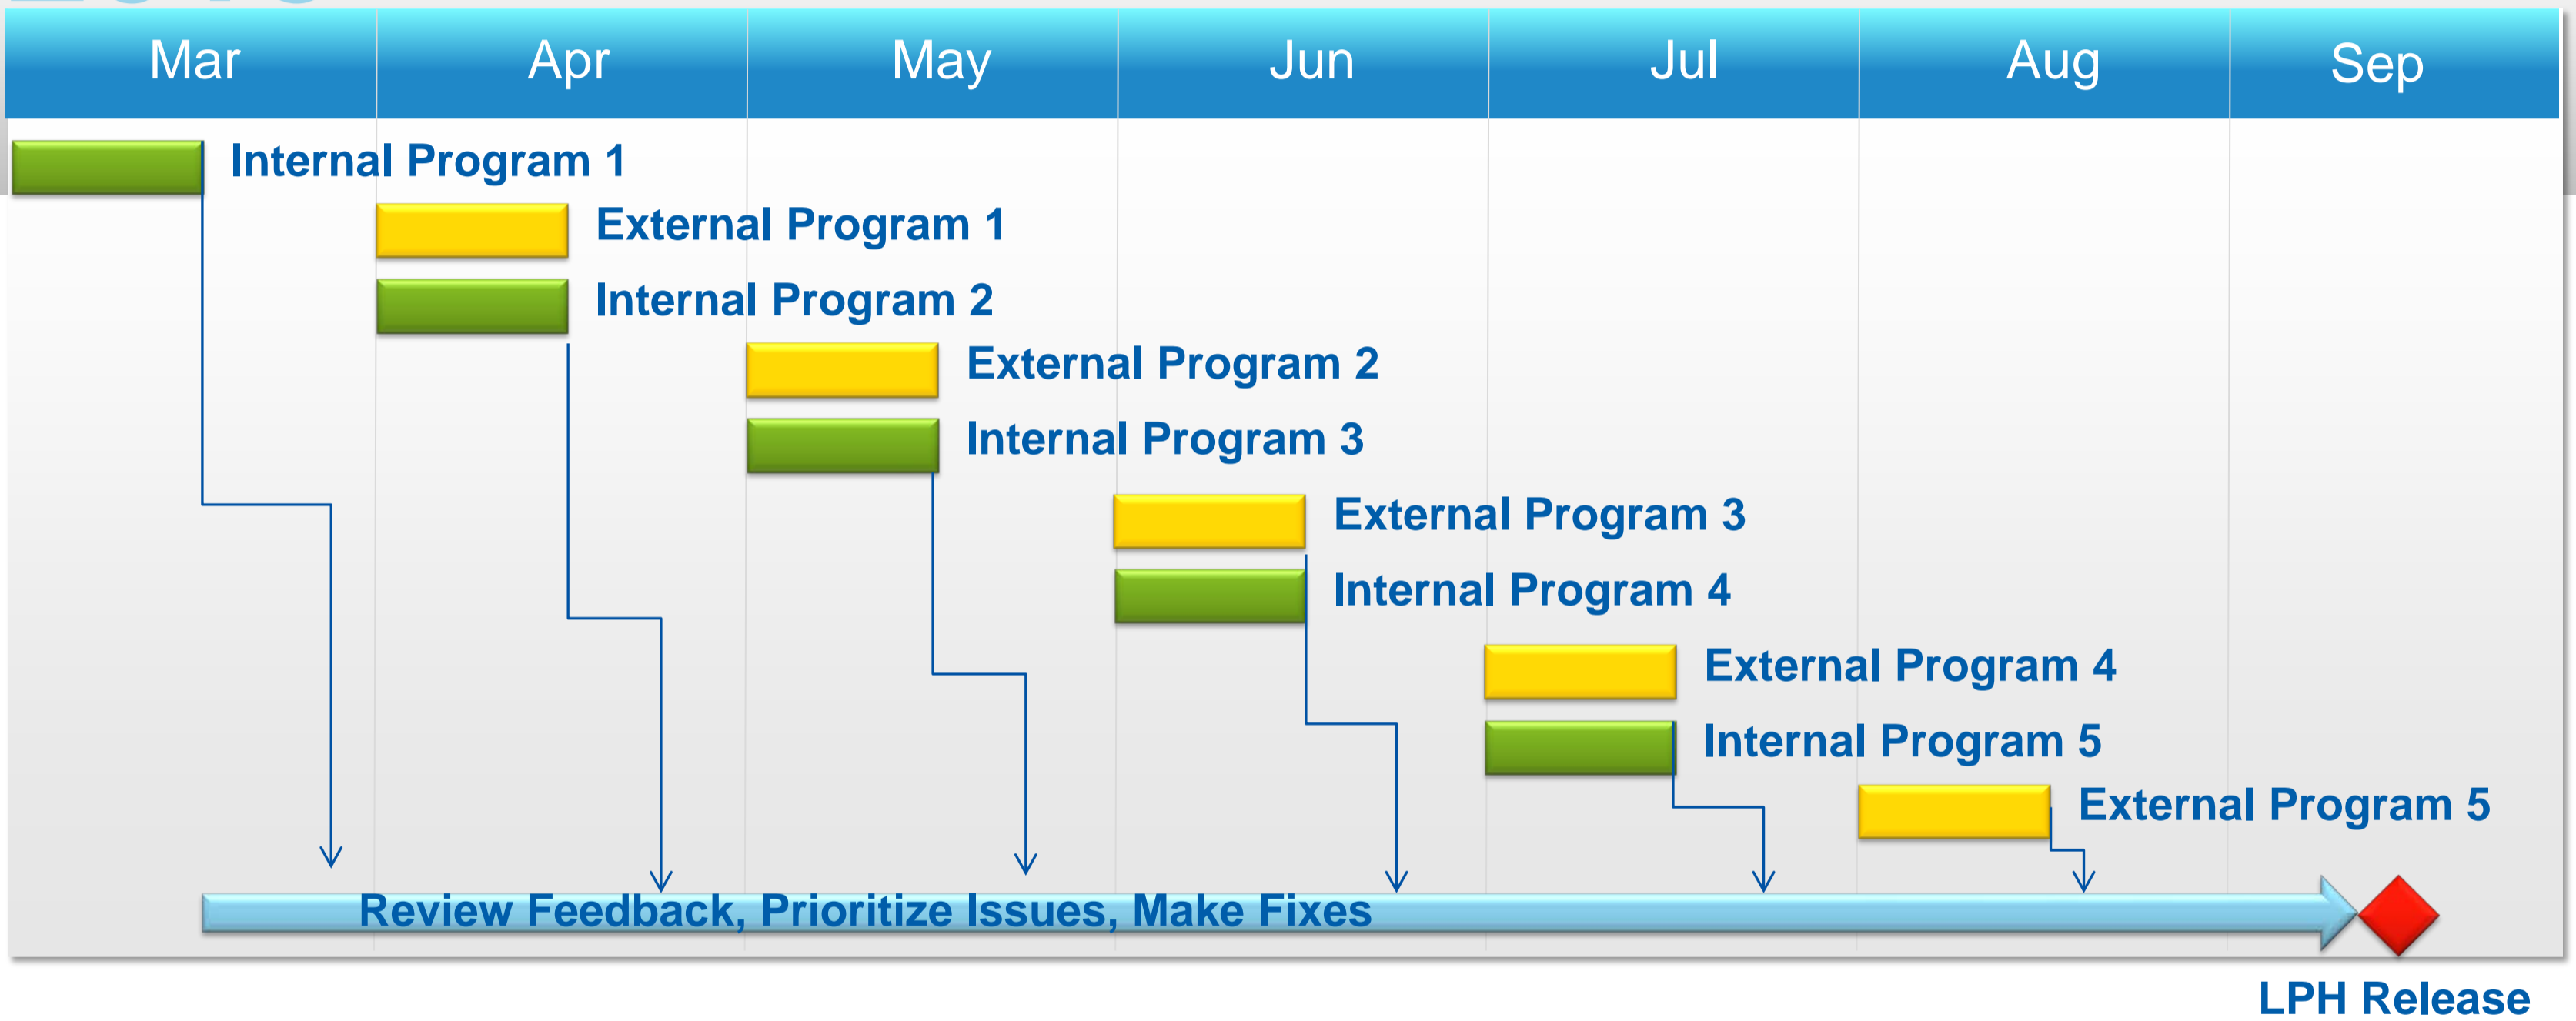 Mar Apr May Jun Jul Aug Sep
Internal Program 1
External Program 1
Internal Program 2
External Program 2
Internal Program 3
External Program 3
Internal Program 4
External Program 4
Internal Program 5
External Program 5
Review Feedback, Prioritize Issues, Make Fixes
LPH Release